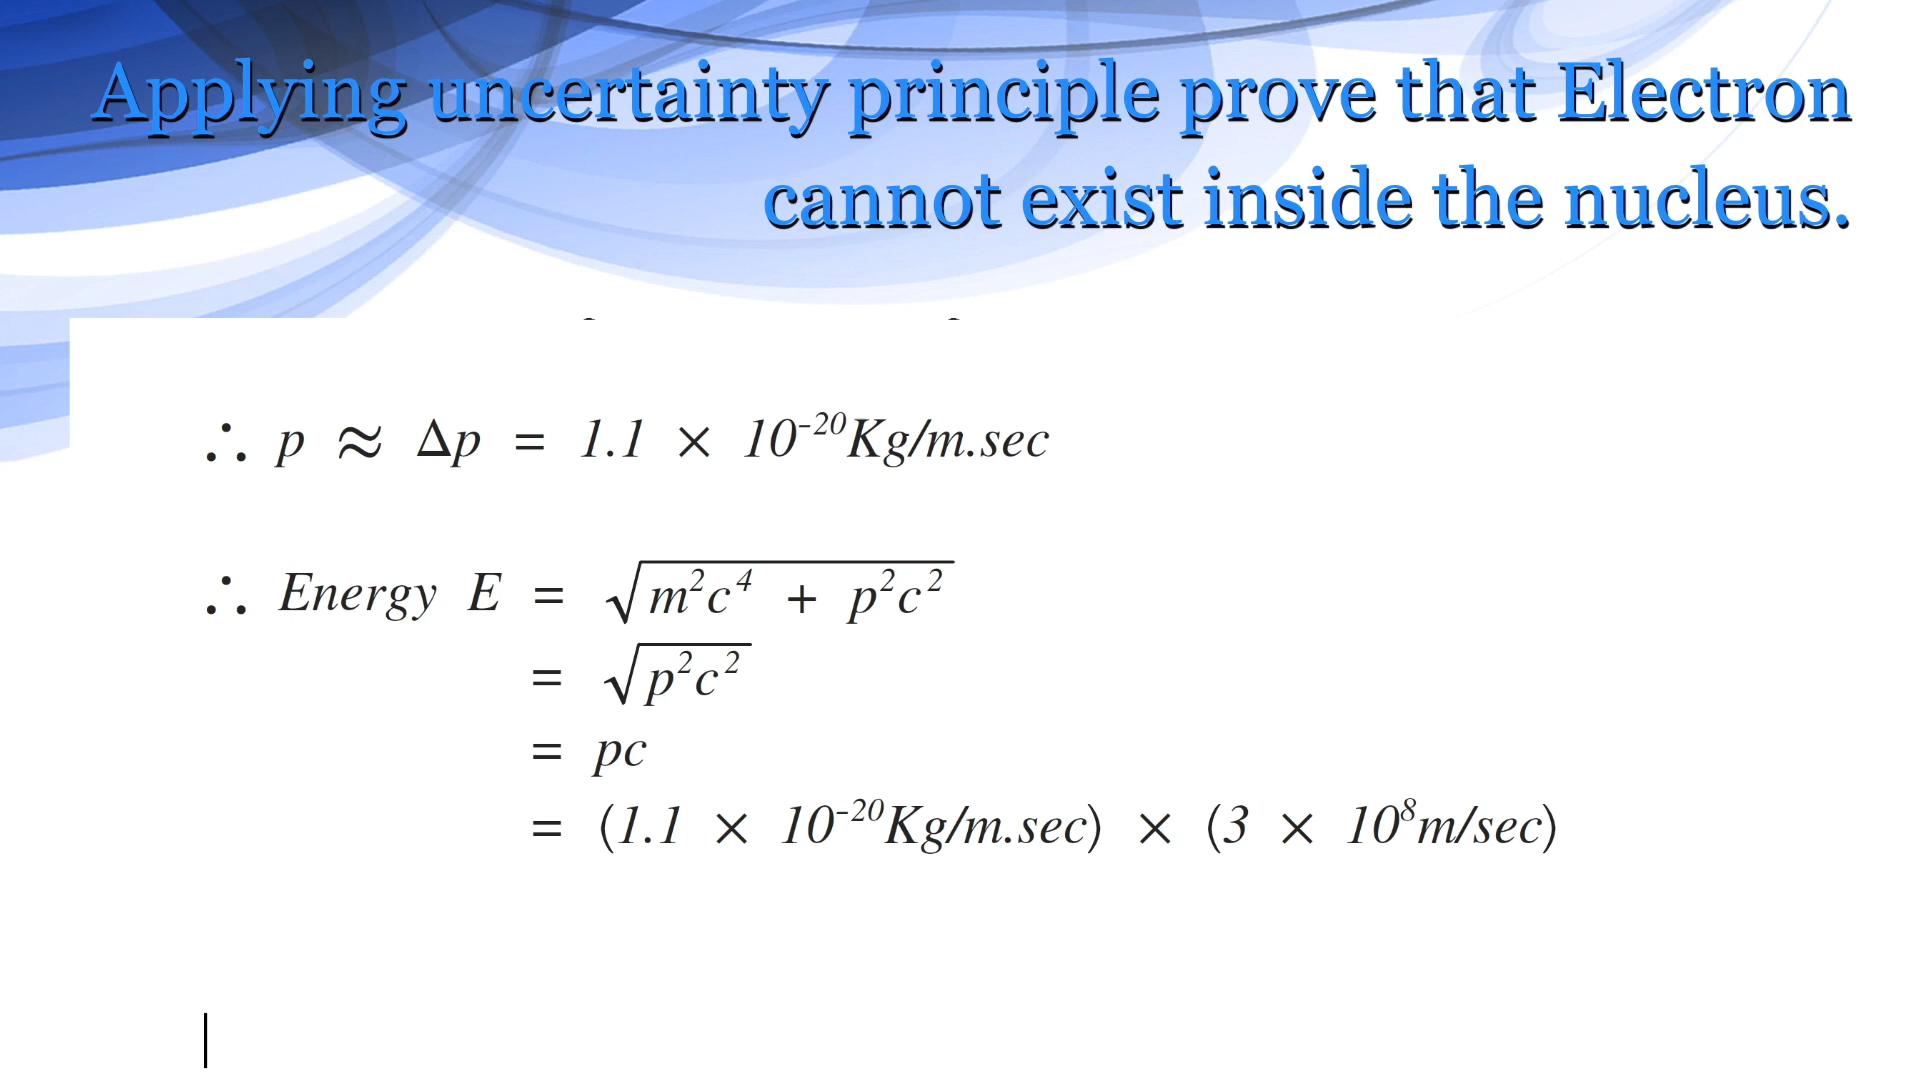 Applying uncertainty principle prove that Electron
cannot exist inside the nucleus.
∴ p ≈ Δp = 1.1 × 10⁻²⁰Kg/m.sec
∴ Energy E = √(m²c⁴ + p²c²)
= √(p²c²)
= pc
= (1.1 × 10⁻²⁰Kg/m.sec) × (3 × 10⁸m/sec)